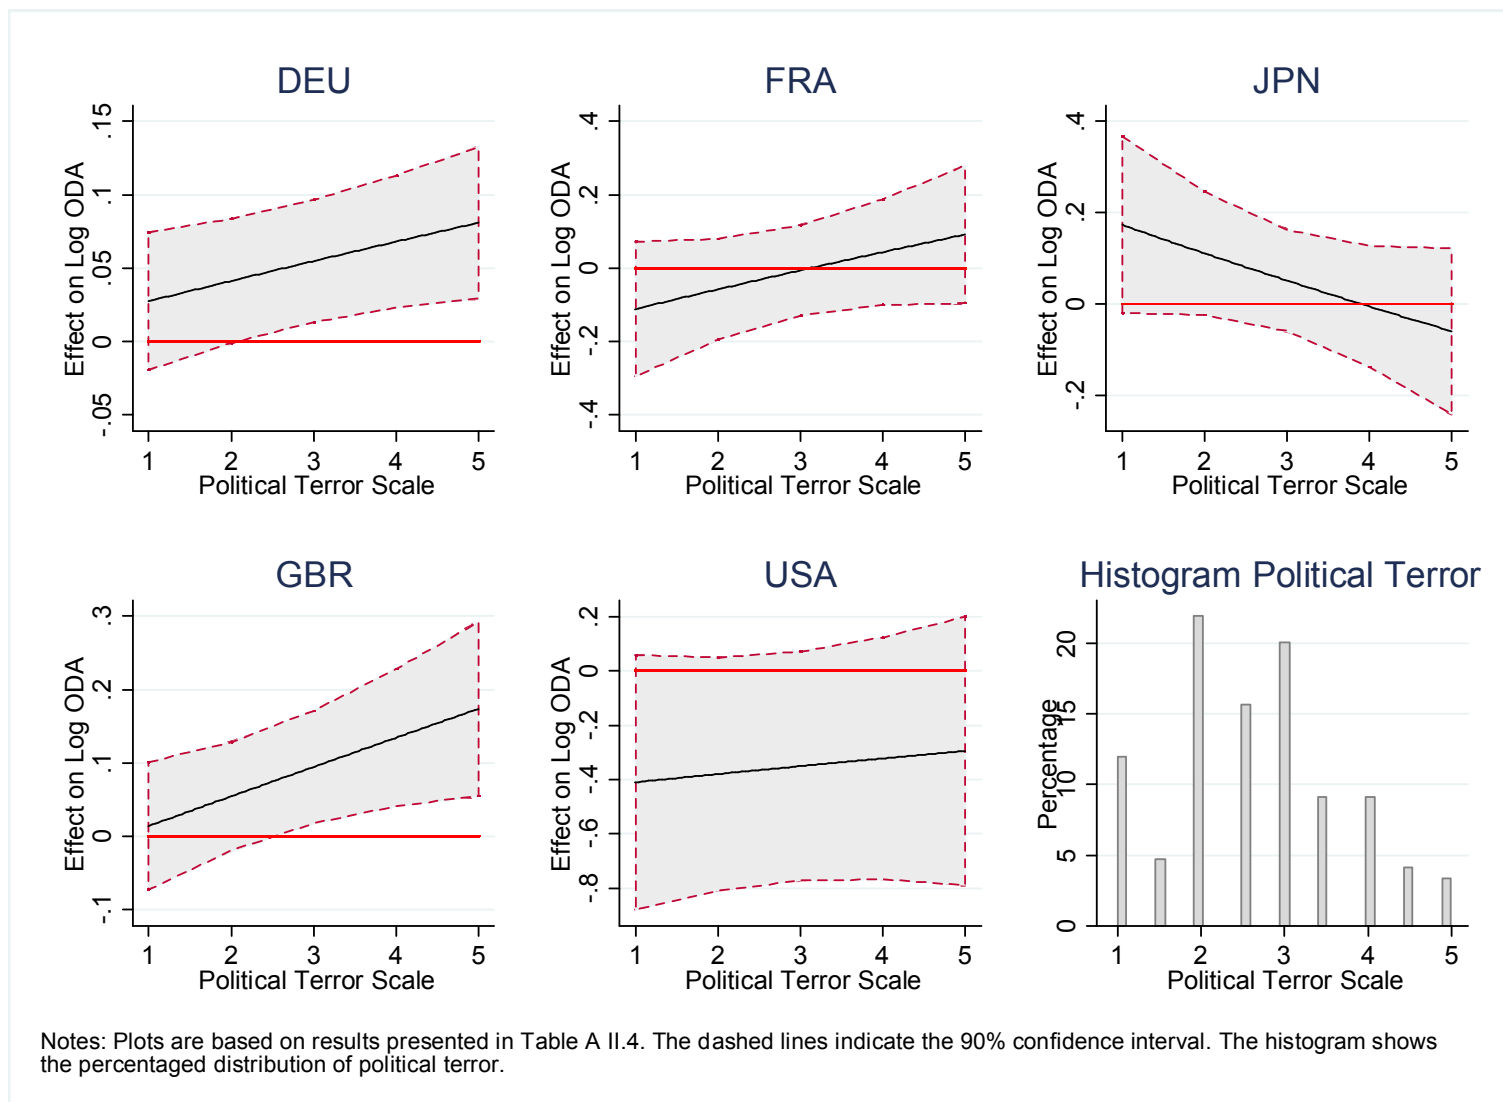 DEU
Effect on Log ODA
.15
.1
.05
0
-.05
1 2 3 4 5
Political Terror Scale
FRA
Effect on Log ODA
.4
.2
0
-.2
-.4
1 2 3 4 5
Political Terror Scale
JPN
Effect on Log ODA
.4
.2
0
-.2
1 2 3 4 5
Political Terror Scale
GBR
Effect on Log ODA
.3
.2
.1
0
-.1
1 2 3 4 5
Political Terror Scale
USA
Effect on Log ODA
.2
0
-.2
-.4
-.6
-.8
1 2 3 4 5
Political Terror Scale
Histogram Political Terror
Percentage
20
15
10
5
0
1 2 3 4 5
Political Terror Scale
Notes: Plots are based on results presented in Table A II.4. The dashed lines indicate the 90% confidence interval. The histogram shows
the percentaged distribution of political terror.